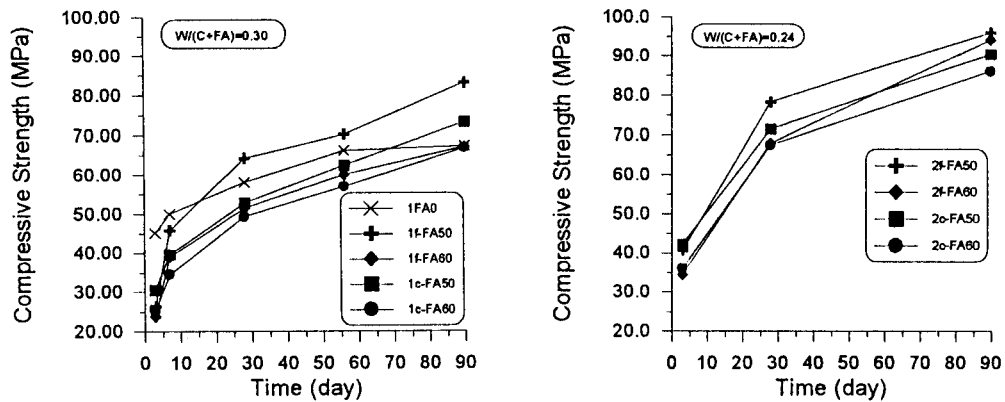 W/(C+FA)=0.30
Compressive Strength (MPa)
100.00
90.00
80.00
70.00
60.00
50.00
40.00
30.00
20.00
1FA0
1f-FA50
1f-FA60
1c-FA50
1c-FA60
0 10 20 30 40 50 60 70 80 90
Time (day)
W/(C+FA)=0.24
Compressive Strength (MPa)
100.0
90.0
80.0
70.0
60.0
50.0
40.0
30.0
20.0
2f-FA50
2f-FA60
2c-FA50
2c-FA60
0 10 20 30 40 50 60 70 80 90
Time (day)